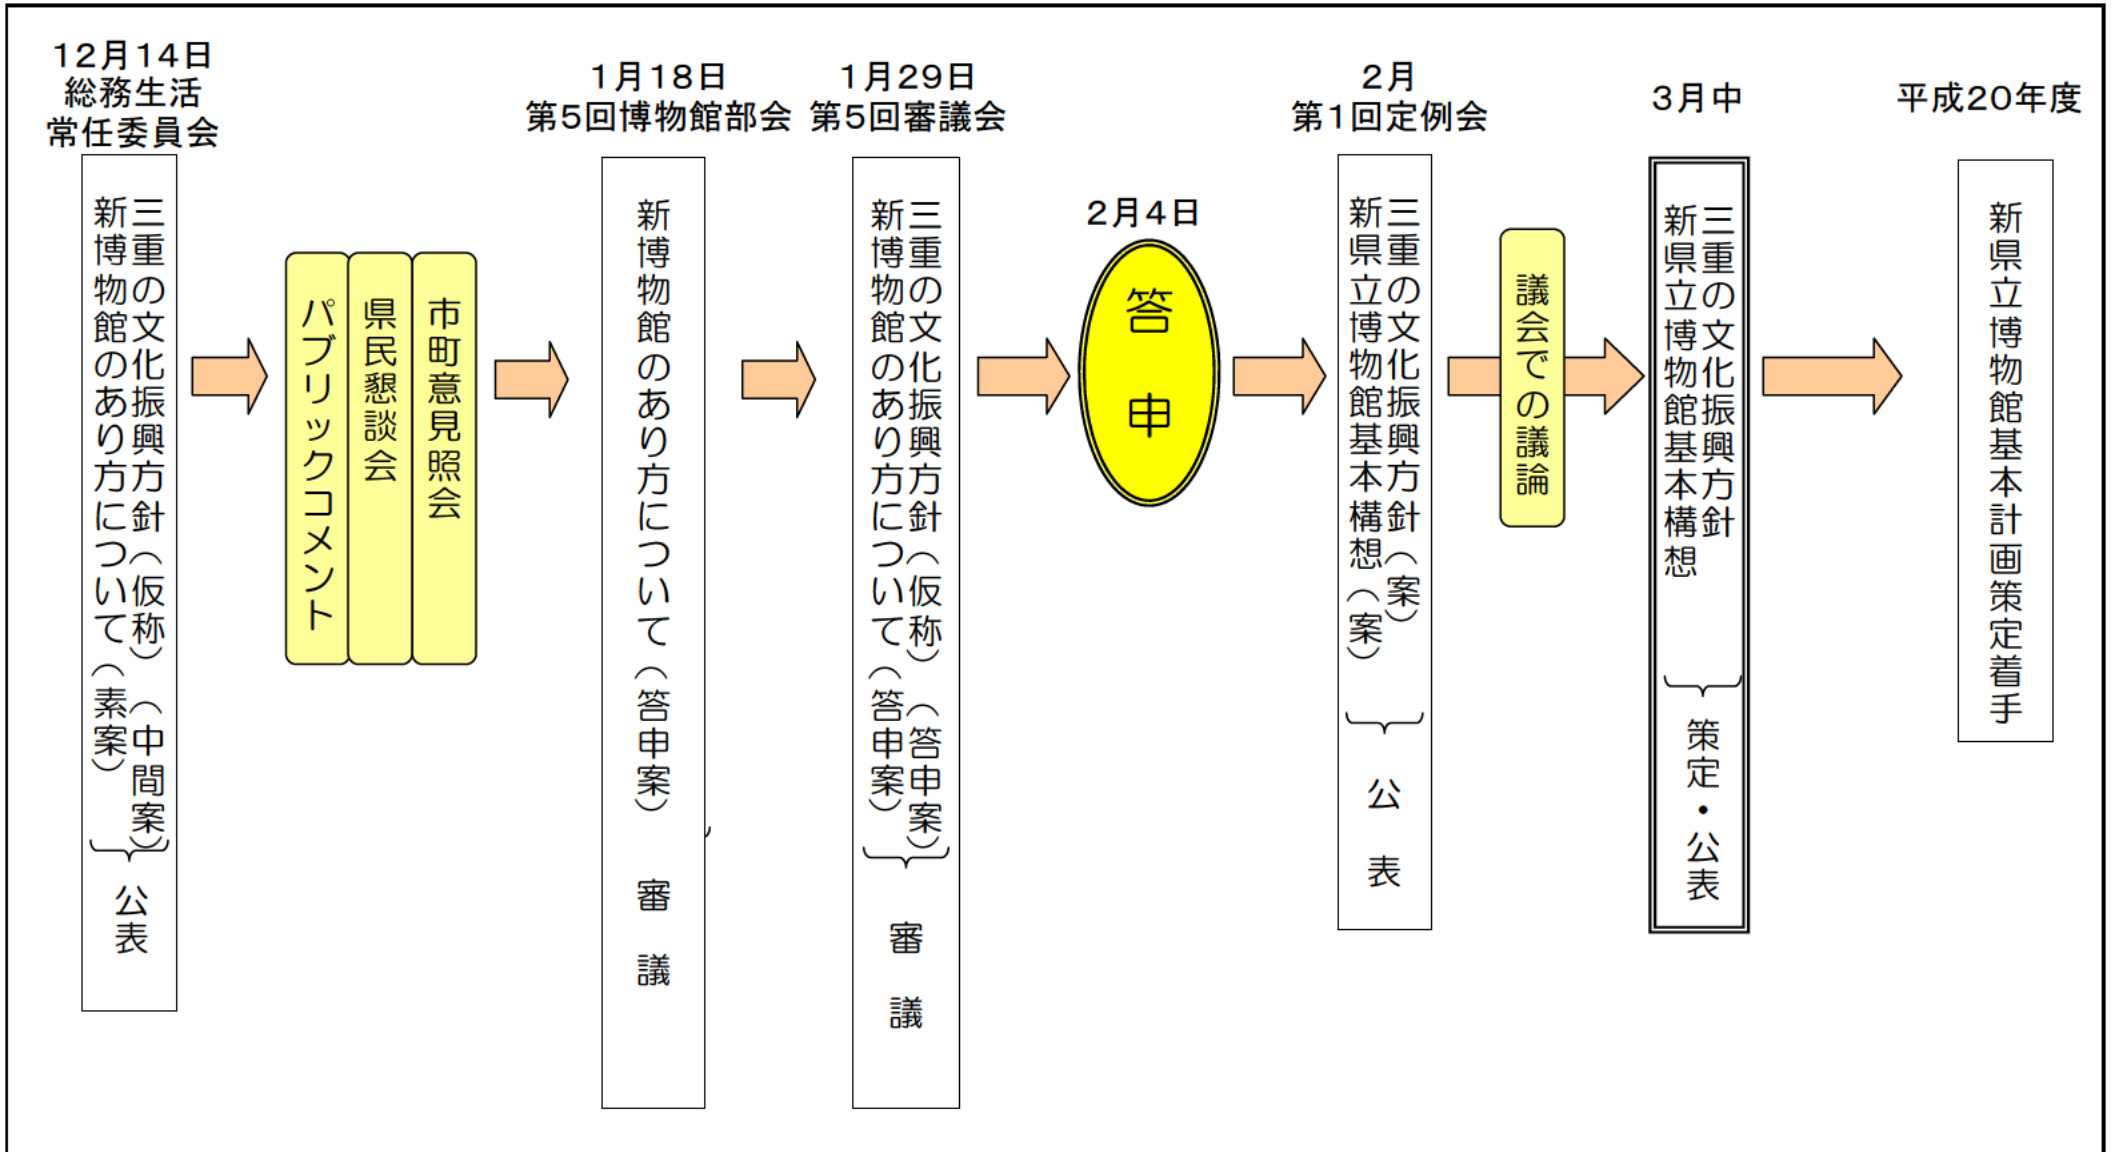 12月14日
総務生活
常任委員会
三重の文化振興方針（仮称）（中間案）
新博物館のあり方について（素案）
公表
パブリックコメント
県民懇談会
市町意見照会
1月18日
第5回博物館部会
新博物館のあり方について（答申案）　審　議
1月29日
第5回審議会
三重の文化振興方針（仮称）（答申案）
新博物館のあり方について（答申案）
審　議
2月4日
答　申
2月
第1回定例会
三重の文化振興方針（案）
新県立博物館基本構想（案）
公　表
議会での議論
3月中
三重の文化振興方針
新県立博物館基本構想
策定・公表
平成20年度
新県立博物館基本計画策定着手